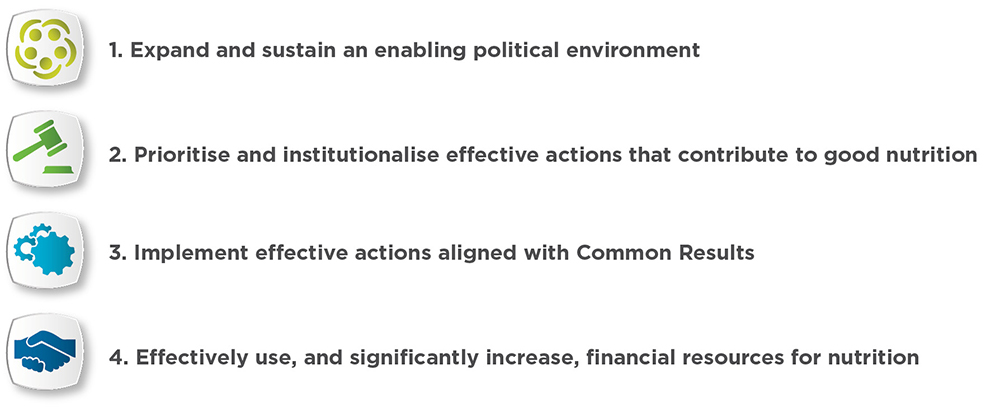 1. Expand and sustain an enabling political environment
2. Prioritise and institutionalise effective actions that contribute to good nutrition
3. Implement effective actions aligned with Common Results
4. Effectively use, and significantly increase, financial resources for nutrition